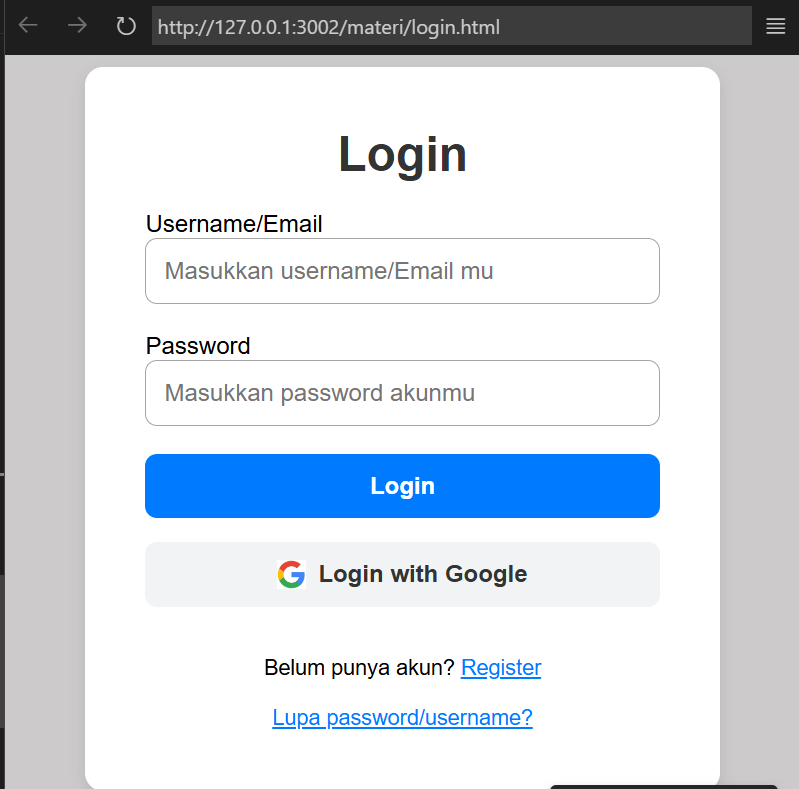 http://127.0.0.1:3002/materi/login.html
Login
Username/Email
Masukkan username/Email mu
Password
Masukkan password akunmu
Login
Login with Google
Belum punya akun? Register
Lupa password/username?